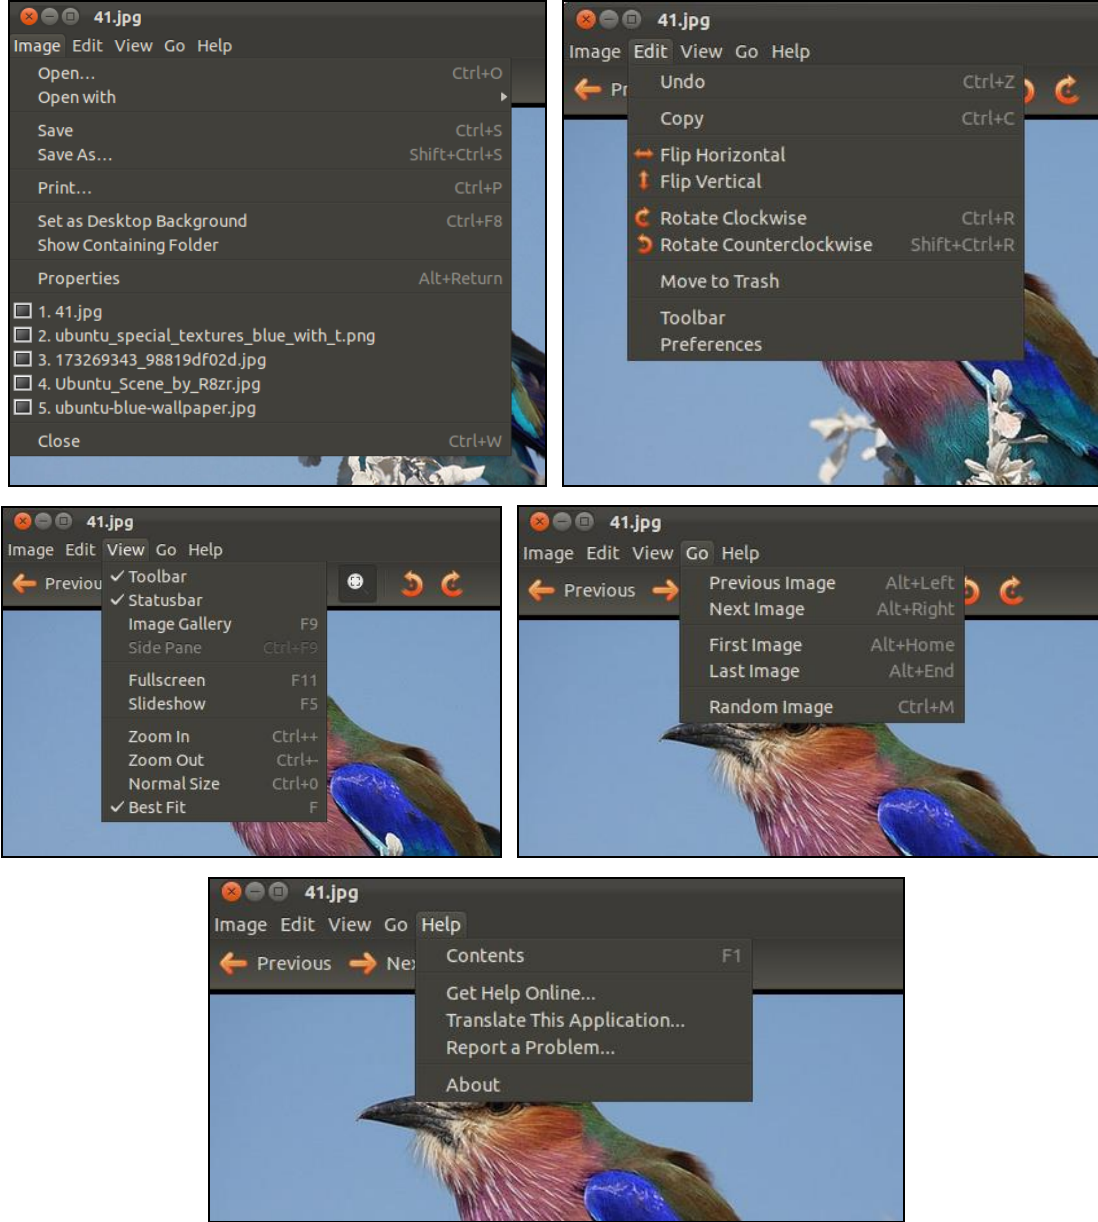 41.jpg
Image Edit View Go Help
Open... Ctrl+O
Open with
Save Ctrl+S
Save As... Shift+Ctrl+S
Print... Ctrl+P
Set as Desktop Background Ctrl+F8
Show Containing Folder
Properties Alt+Return
1. 41.jpg
2. ubuntu_special_textures_blue_with_t.png
3. 173269343_98819df02d.jpg
4. Ubuntu_Scene_by_R8zr.jpg
5. ubuntu-blue-wallpaper.jpg
Close Ctrl+W
41.jpg
Image Edit View Go Help
Pr
Undo Ctrl+Z
Copy Ctrl+C
Flip Horizontal
Flip Vertical
Rotate Clockwise Ctrl+R
Rotate Counterclockwise Shift+Ctrl+R
Move to Trash
Toolbar
Preferences
41.jpg
Image Edit View Go Help
Previou
Toolbar
Statusbar
Image Gallery F9
Side Pane Ctrl+F9
Fullscreen F11
Slideshow F5
Zoom In Ctrl++
Zoom Out Ctrl+-
Normal Size Ctrl+0
Best Fit F
41.jpg
Image Edit View Go Help
Previous
Previous Image Alt+Left
Next Image Alt+Right
First Image Alt+Home
Last Image Alt+End
Random Image Ctrl+M
41.jpg
Image Edit View Go Help
Previous Nex
Contents F1
Get Help Online...
Translate This Application...
Report a Problem...
About